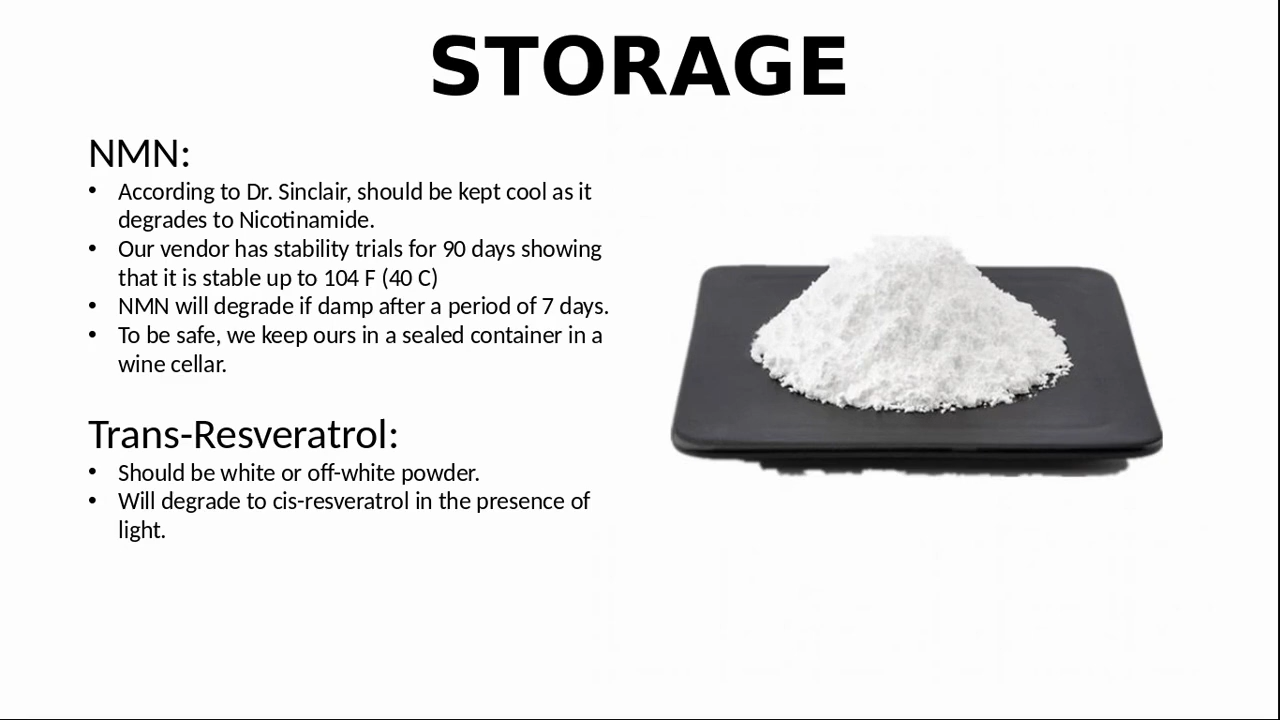 STORAGE
NMN:
• According to Dr. Sinclair, should be kept cool as it
degrades to Nicotinamide.
• Our vendor has stability trials for 90 days showing
that it is stable up to 104 F (40 C)
• NMN will degrade if damp after a period of 7 days.
• To be safe, we keep ours in a sealed container in a
wine cellar.
Trans-Resveratrol:
• Should be white or off-white powder.
• Will degrade to cis-resveratrol in the presence of
light.